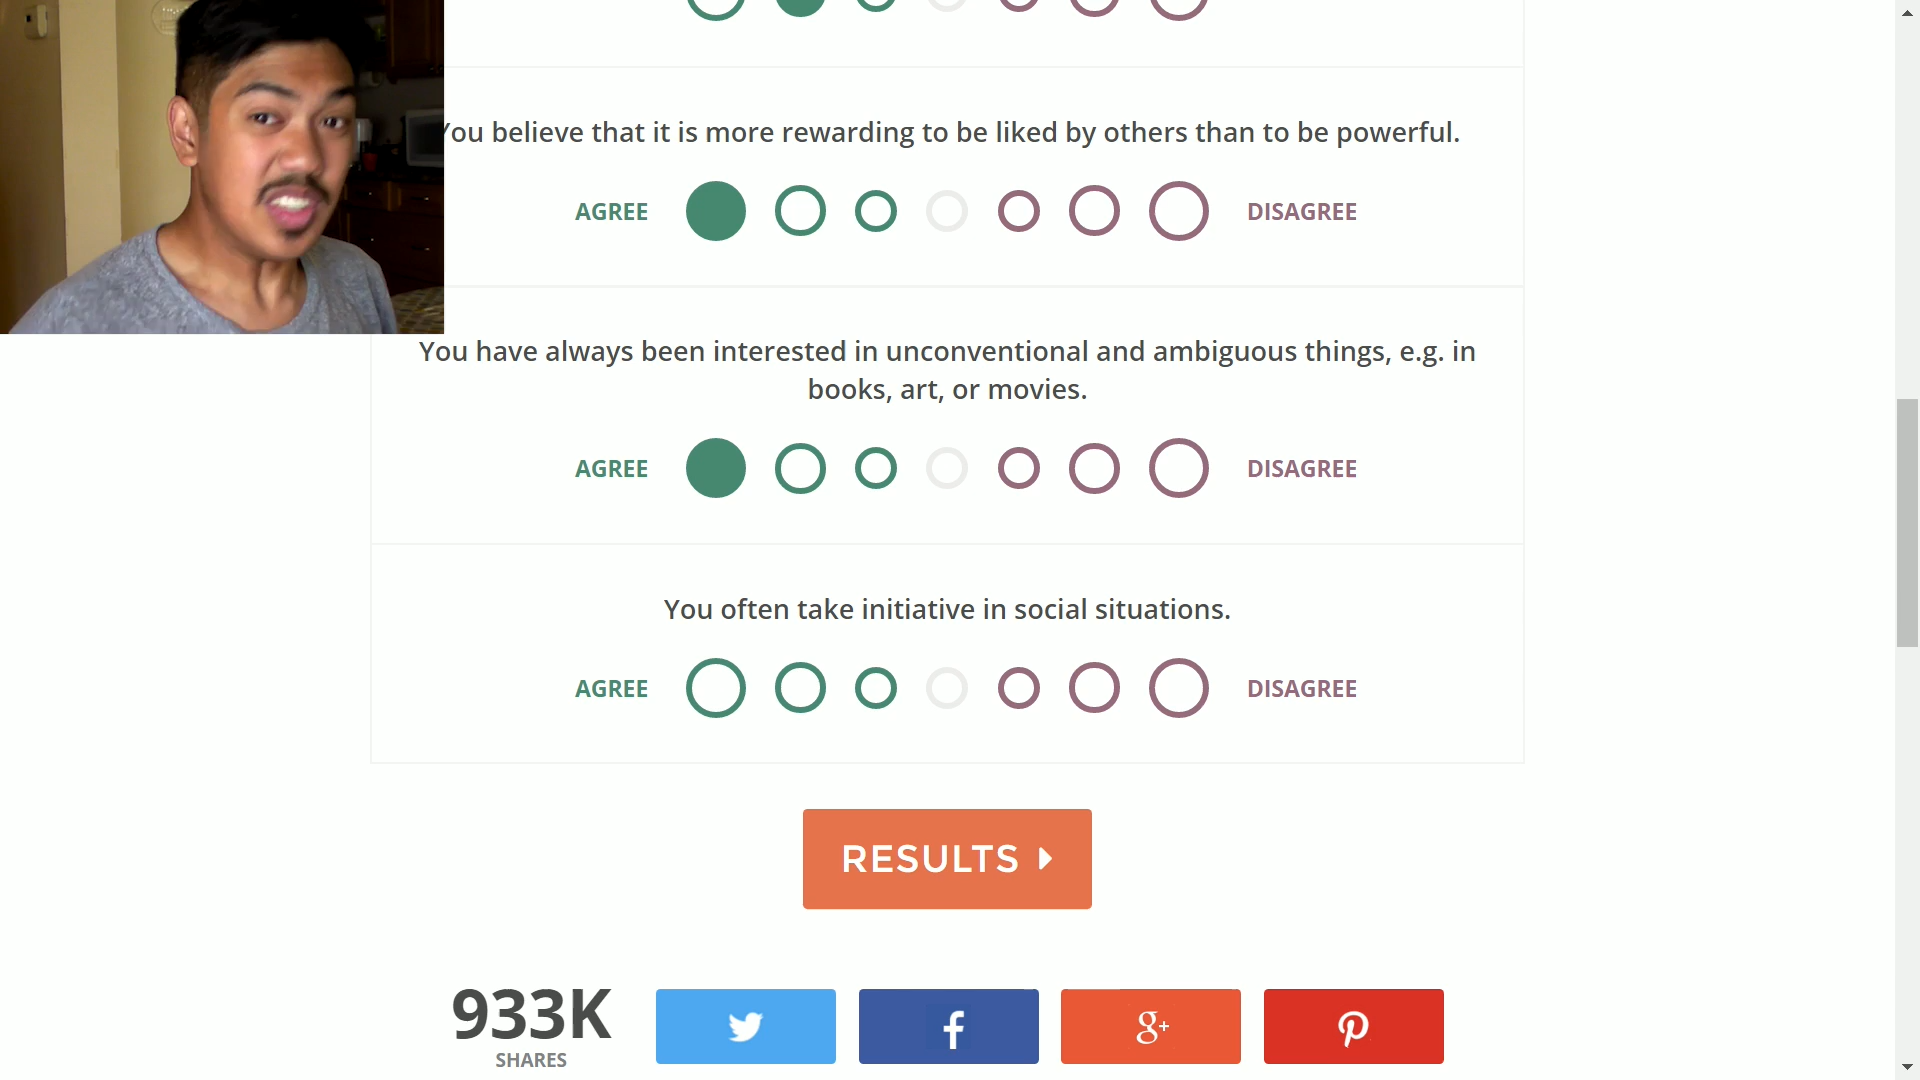 You believe that it is more rewarding to be liked by others than to be powerful.
AGREE DISAGREE
You have always been interested in unconventional and ambiguous things, e.g. in
books, art, or movies.
AGREE DISAGREE
You often take initiative in social situations.
AGREE DISAGREE
RESULTS
933K
SHARES
g+